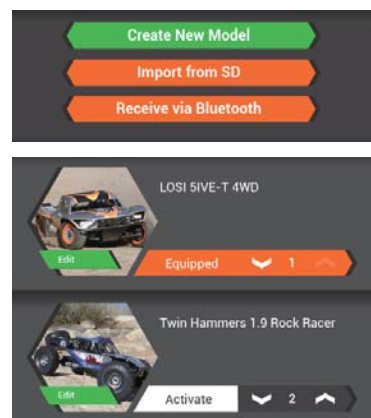 Create New Model
Import from SD
Receive via Bluetooth
LOSI 5IVE-T 4WD
Edit
Equipped 1
Twin Hammers 1.9 Rock Racer
Edit
Activate 2